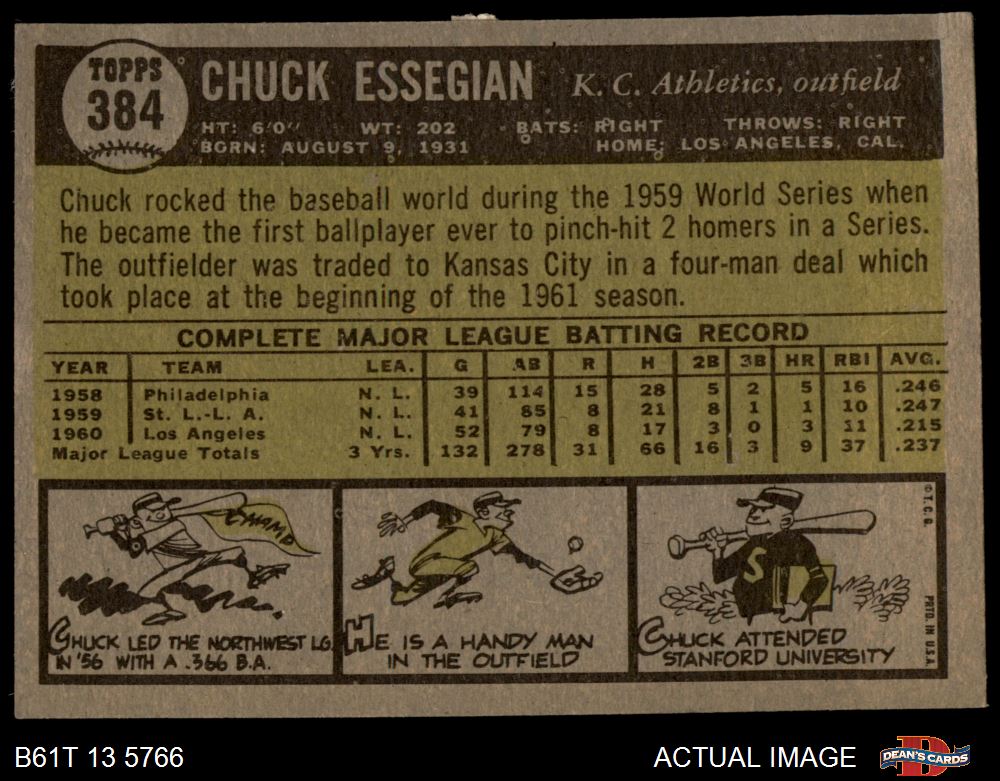 TOPPS
384
CHUCK ESSEGIAN K. C. Athletics, outfield
HT: 6'0" WT: 202 BATS: RIGHT THROWS: RIGHT
BORN: AUGUST 9, 1931 HOME: LOS ANGELES, CAL.
Chuck rocked the baseball world during the 1959 World Series when
he became the first ballplayer ever to pinch-hit 2 homers in a Series.
The outfielder was traded to Kansas City in a four-man deal which
took place at the beginning of the 1961 season.
COMPLETE MAJOR LEAGUE BATTING RECORD
YEAR TEAM LEA. G AB R H 2B 3B HR RBI AVG.
1958 Philadelphia N. L. 39 114 15 28 5 2 5 16 .246
1959 St. L.-L. A. N. L. 41 85 8 21 8 1 1 10 .247
1960 Los Angeles N. L. 52 79 8 17 3 0 3 11 .215
Major League Totals 3 Yrs. 132 278 31 66 16 3 9 37 .237
CHAMP
CHUCK LED THE NORTHWEST LG.
IN '56 WITH A .366 B.A.
HE IS A HANDY MAN
IN THE OUTFIELD
S
CHUCK ATTENDED
STANFORD UNIVERSITY
© T. C. G.
PRTD. IN U.S.A.
B61T 13 5766
ACTUAL IMAGE
DEAN'S CARDS